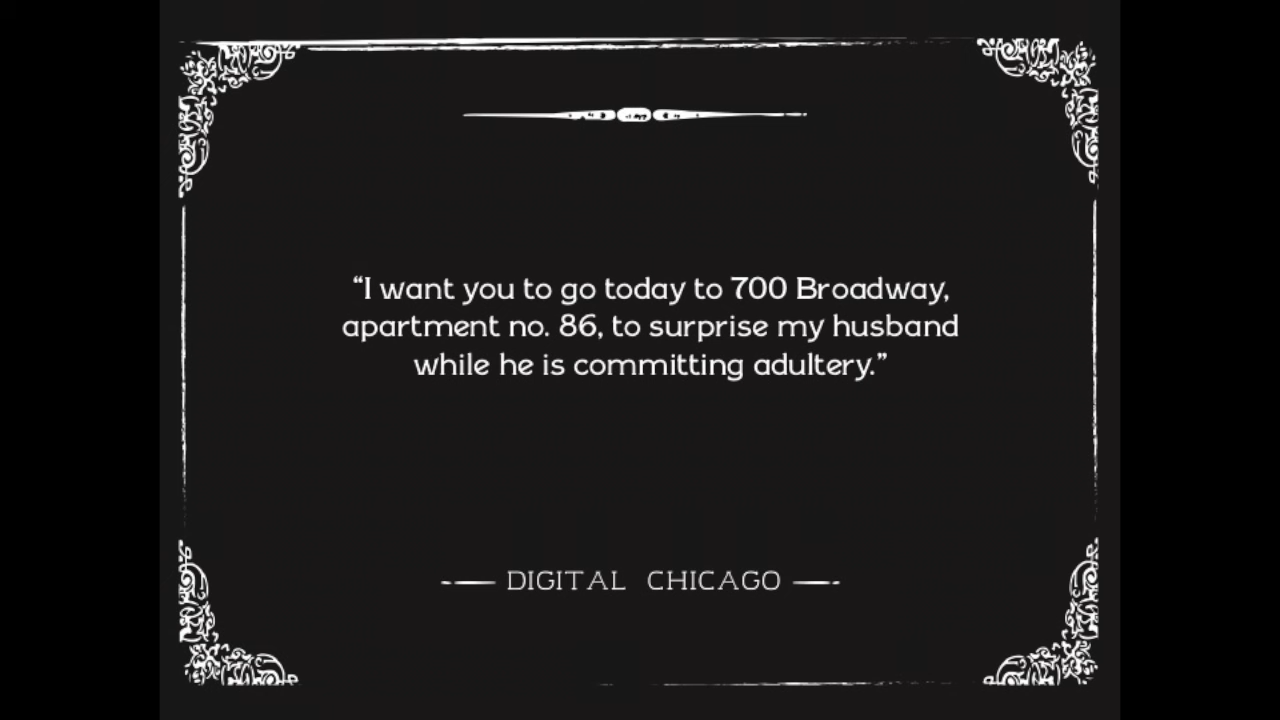 “I want you to go today to 700 Broadway,
apartment no. 86, to surprise my husband
while he is committing adultery.”
DIGITAL CHICAGO